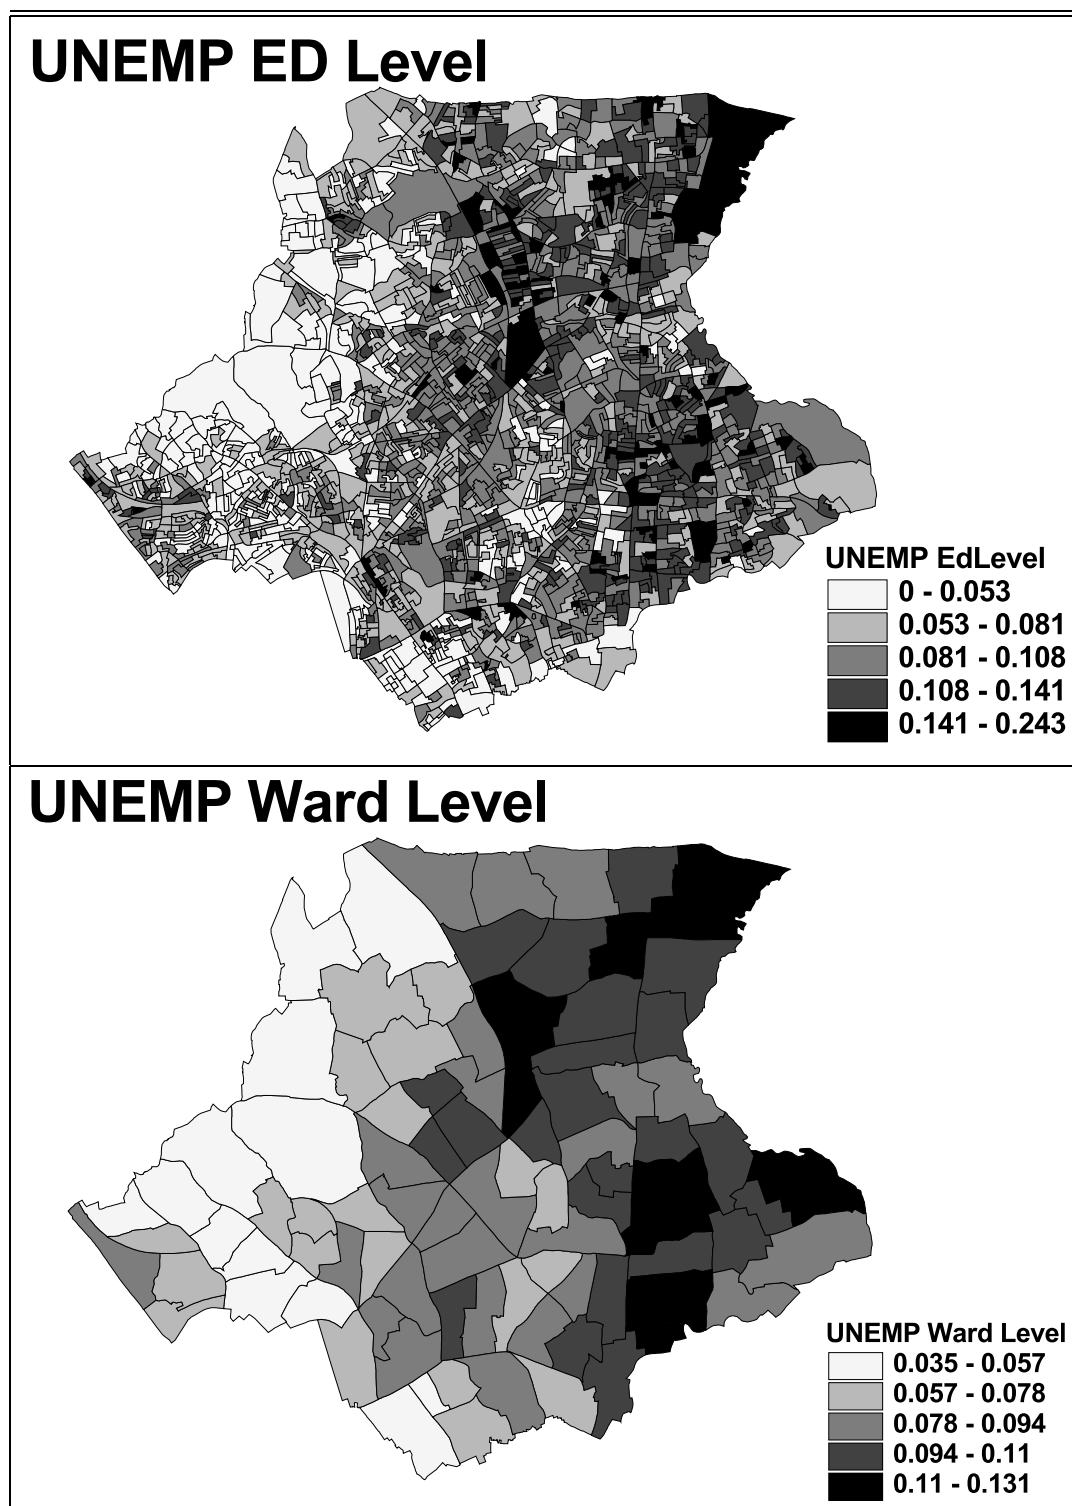 UNEMP ED Level
UNEMP EdLevel
0 - 0.053
0.053 - 0.081
0.081 - 0.108
0.108 - 0.141
0.141 - 0.243
UNEMP Ward Level
UNEMP Ward Level
0.035 - 0.057
0.057 - 0.078
0.078 - 0.094
0.094 - 0.11
0.11 - 0.131